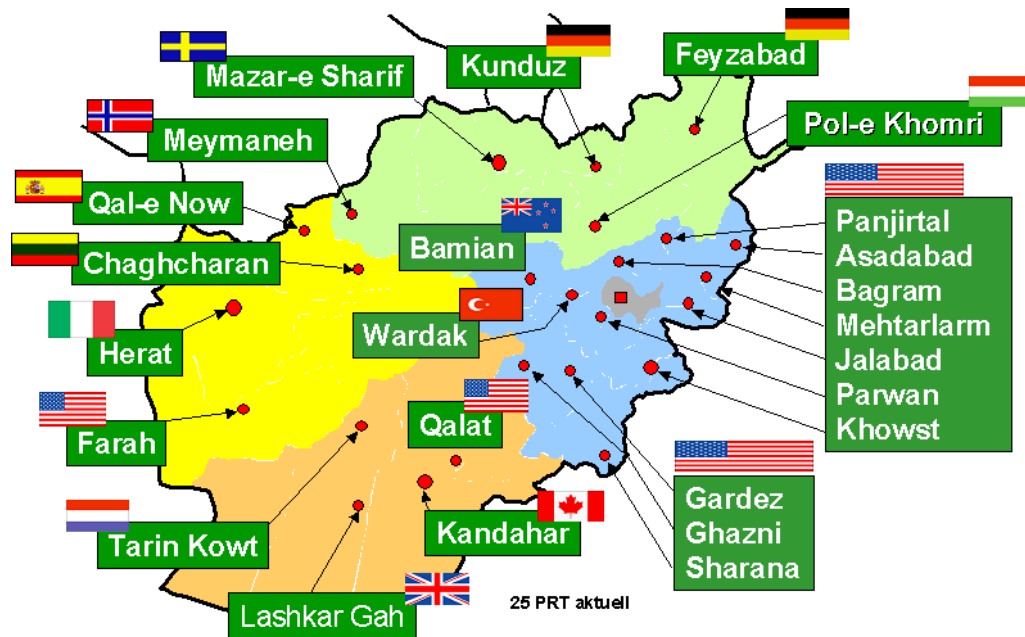 Mazar-e Sharif
Kunduz
Feyzabad
Pol-e Khomri
Meymaneh
Qal-e Now
Chaghcharan
Herat
Farah
Tarin Kowt
Lashkar Gah
Bamian
Wardak
Qalat
Kandahar
Panjirtal
Asadabad
Bagram
Mehtarlarm
Jalabad
Parwan
Khowst
Gardez
Ghazni
Sharana
25 PRT aktuell